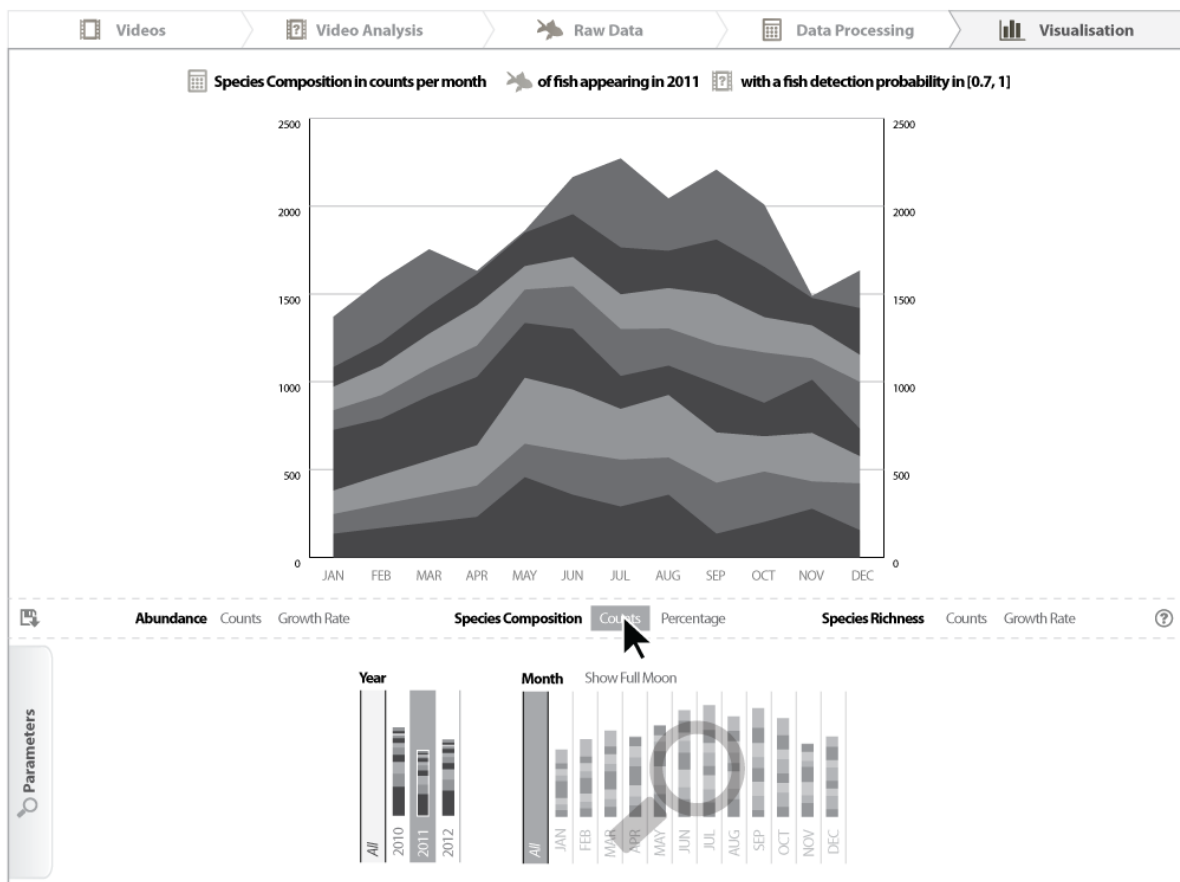 Videos Video Analysis Raw Data Data Processing Visualisation
Species Composition in counts per month of fish appearing in 2011 with a fish detection probability in [0.7, 1]
2500 2500
2000 2000
1500 1500
1000 1000
500 500
0 0
JAN FEB MAR APR MAY JUN JUL AUG SEP OCT NOV DEC
Abundance Counts Growth Rate Species Composition Counts Percentage Species Richness Counts Growth Rate ?
Parameters
Year
All 2010 2011 2012
Month Show Full Moon
All JAN FEB MAR APR MAY JUN JUL AUG SEP OCT NOV DEC